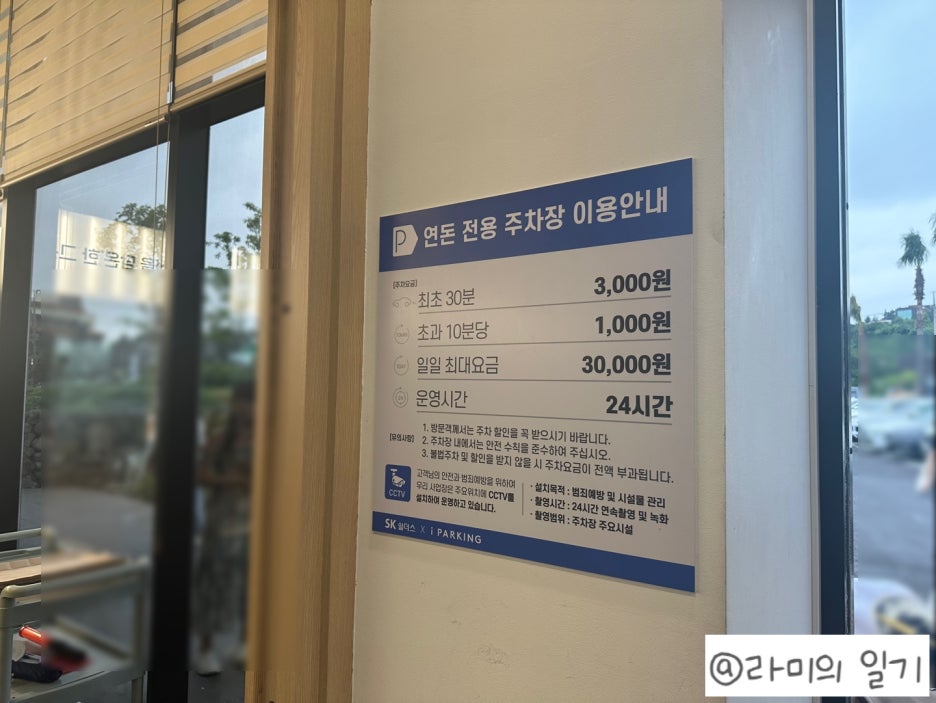 P 연돈 전용 주차장 이용안내
[주차요금]
최초 30분 3,000원
초과 10분당 1,000원
일일 최대요금 30,000원
운영시간 24시간
[유의사항]
1. 방문객께서는 주차 할인을 꼭 받으시기 바랍니다.
2. 주차장 내에서는 안전 수칙을 준수하여 주십시오.
3. 불법주차 및 할인을 받지 않을 시 주차요금이 전액 부과됩니다.
CCTV
고객님의 안전과 범죄예방을 위하여
우리 사업장은 주요위치에 CCTV를
설치하여 운영하고 있습니다.
· 설치목적 : 범죄예방 및 시설물 관리
· 촬영시간 : 24시간 연속촬영 및 녹화
· 촬영범위 : 주차장 주요시설
SK 쉴더스 X i PARKING
@라미의 일기